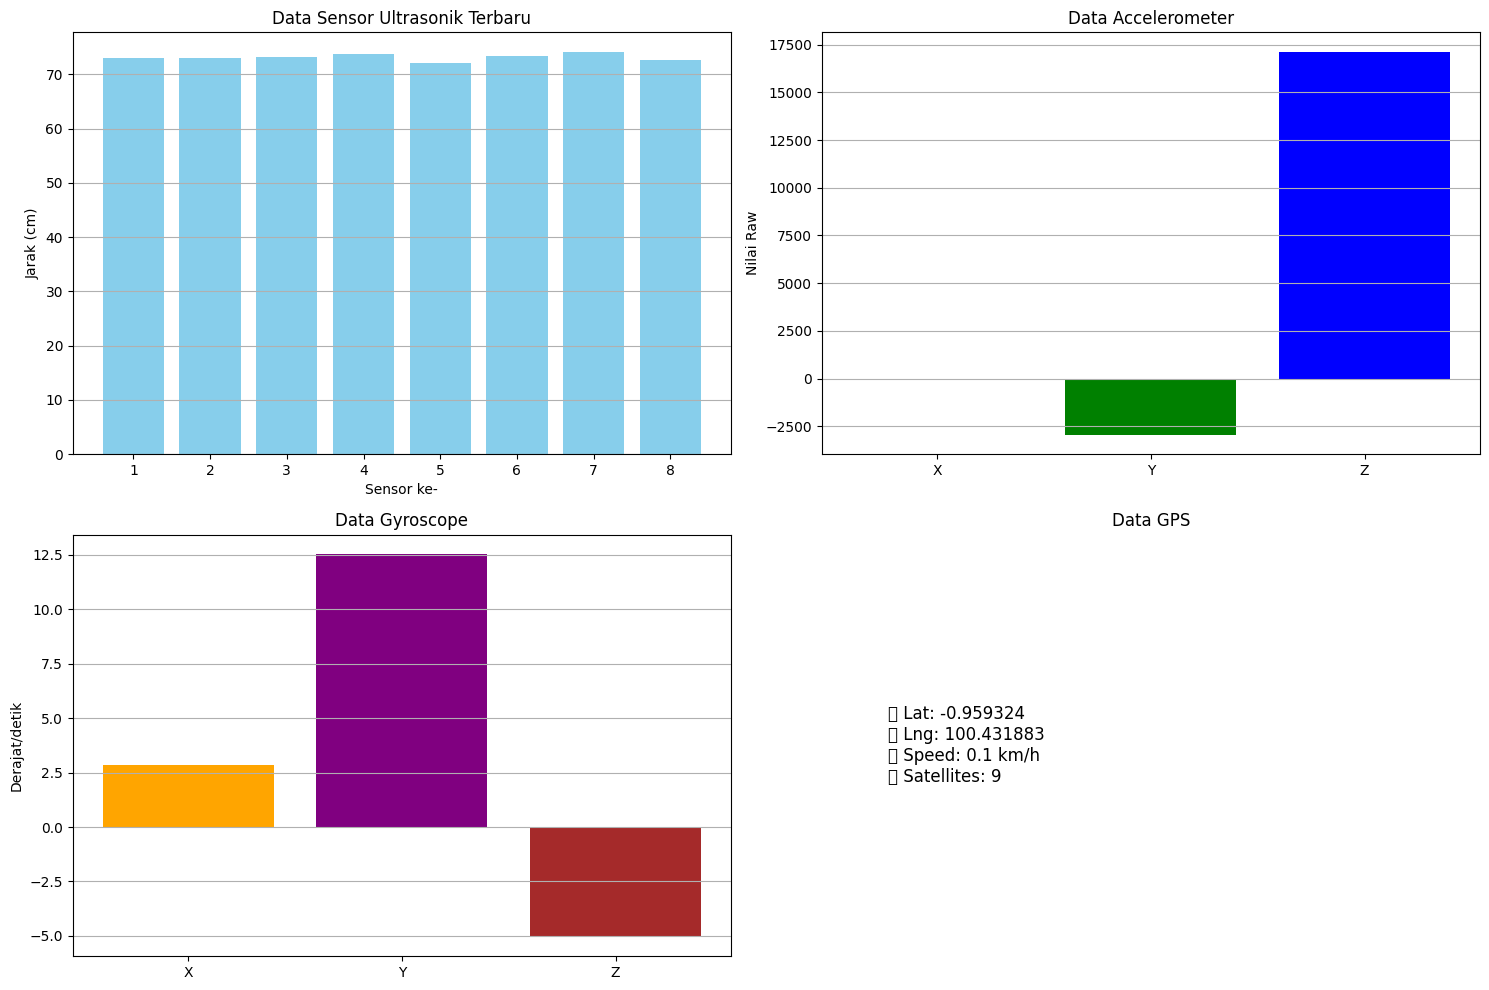 Data Sensor Ultrasonik Terbaru
70
60
50
40
30
20
10
0
Jarak (cm)
1 2 3 4 5 6 7 8
Sensor ke-
Data Accelerometer
17500
15000
12500
10000
7500
5000
2500
0
−2500
Nilai Raw
X Y Z
Data Gyroscope
12.5
10.0
7.5
5.0
2.5
0.0
−2.5
−5.0
Derajat/detik
X Y Z
Data GPS
Lat: -0.959324
Lng: 100.431883
Speed: 0.1 km/h
Satellites: 9